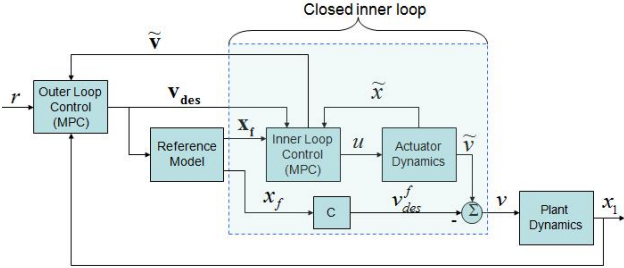 Closed inner loop
ṽ
r
Outer Loop
Control
(MPC)
v_des
x̃
Reference
Model
x_f
Inner Loop
Control
(MPC)
u
Actuator
Dynamics
ṽ
x_f
C
v^f_des
-
Σ
v
Plant
Dynamics
x_1